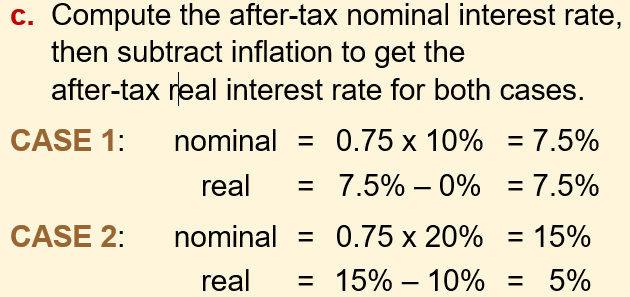 c. Compute the after-tax nominal interest rate,
then subtract inflation to get the
after-tax real interest rate for both cases.
CASE 1: nominal = 0.75 x 10% = 7.5%
real = 7.5% – 0% = 7.5%
CASE 2: nominal = 0.75 x 20% = 15%
real = 15% – 10% = 5%